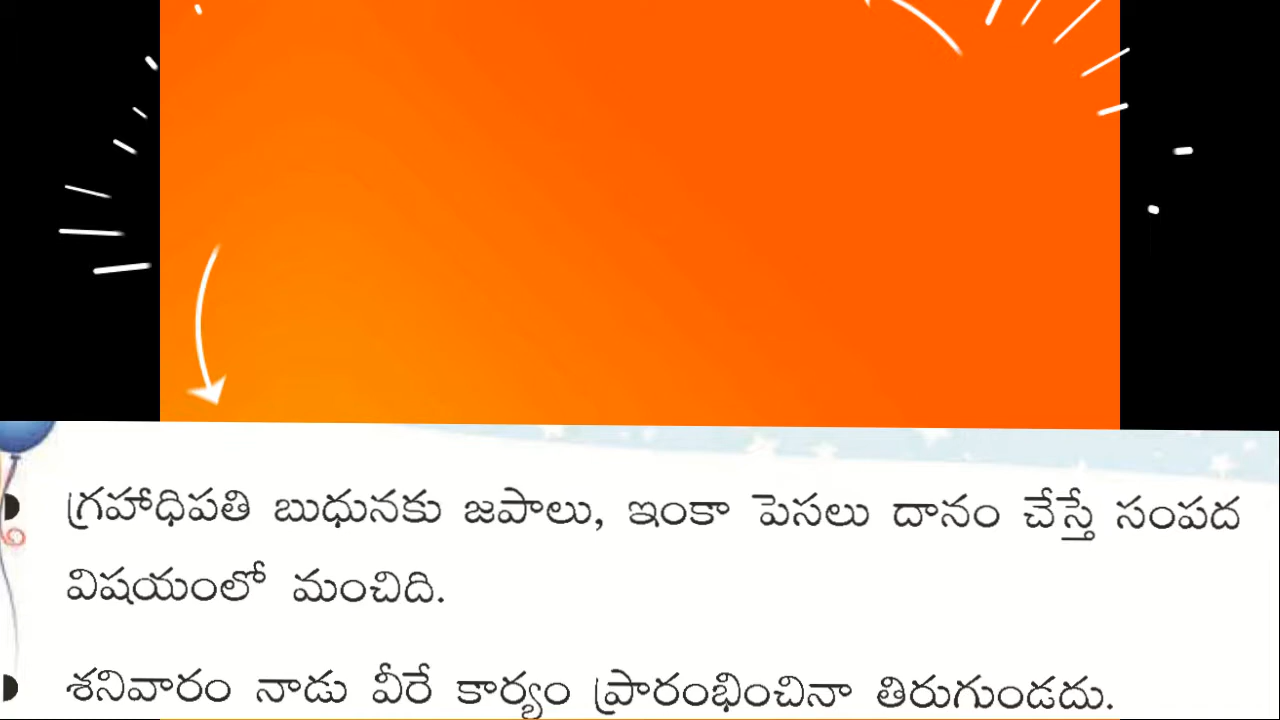 గ్రహాధిపతి బుధునకు జపాలు, ఇంకా పెసలు దానం చేస్తే సంపద
విషయంలో మంచిది.
శనివారం నాడు వీరే కార్యం ప్రారంభించినా తిరుగుండదు.